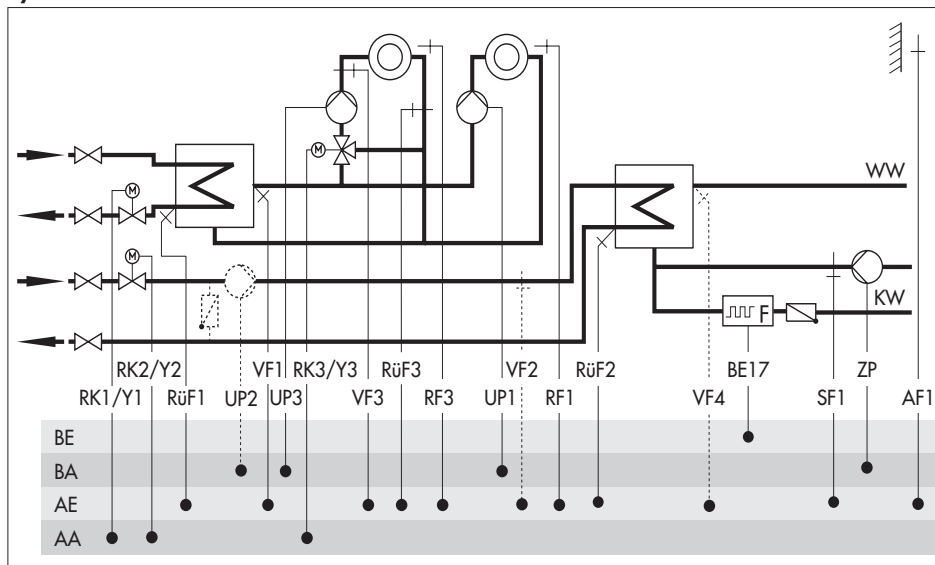 M
M
M
M
WW
F
KW
RK2/Y2 VF1 RK3/Y3 RüF3 VF2 RüF2 BE17 ZP
RK1/Y1 RüF1 UP2 UP3 VF3 RF3 UP1 RF1 VF4 SF1 AF1
BE
BA
AE
AA